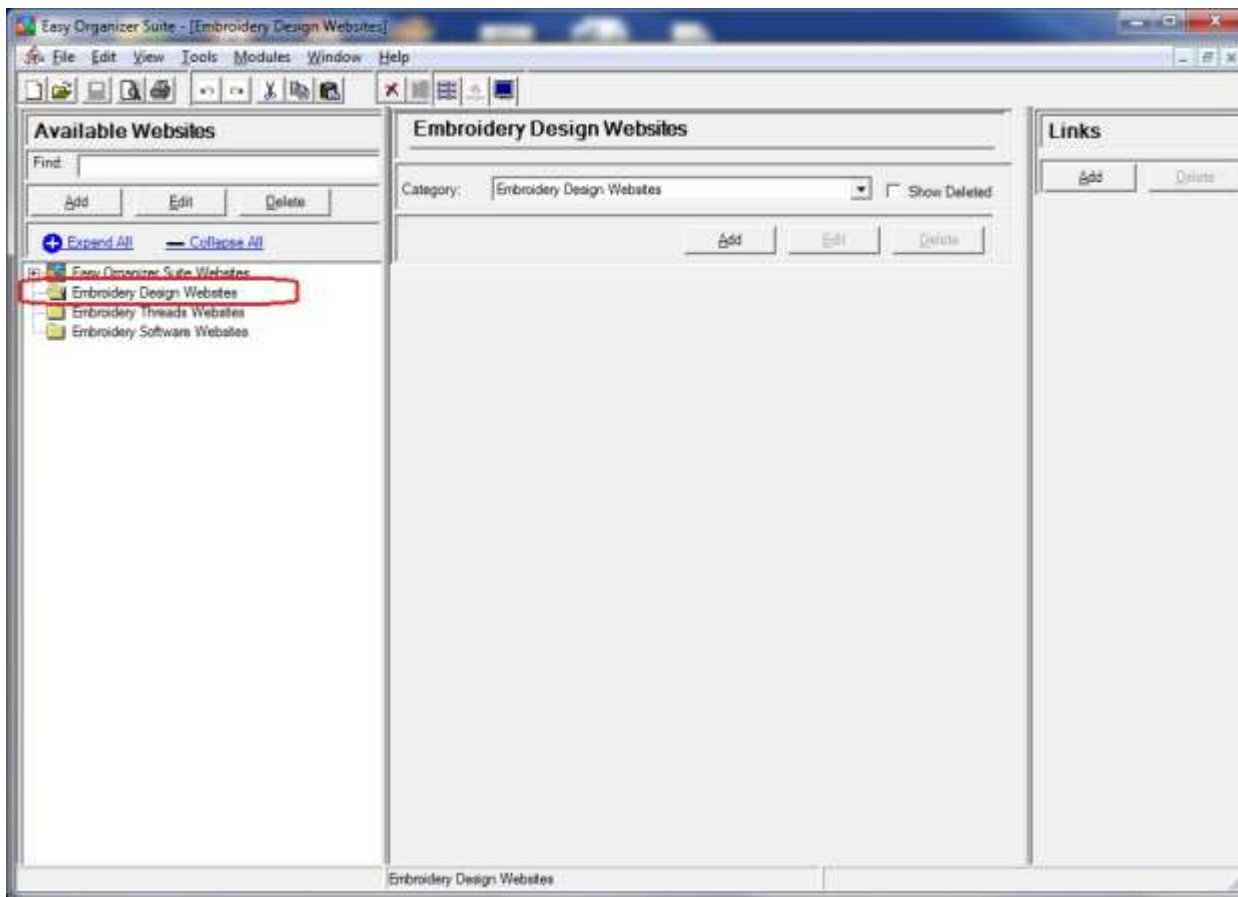 Easy Organizer Suite - [Embroidery Design Websites]
File Edit View Tools Modules Window Help
Available Websites
Find:
Add Edit Delete
Expand All Collapse All
Easy Organizer Suite Websites
Embroidery Design Websites
Embroidery Threads Websites
Embroidery Software Websites
Embroidery Design Websites
Category: Embroidery Design Websites Show Deleted
Add Edit Delete
Links
Add Delete
Embroidery Design Websites